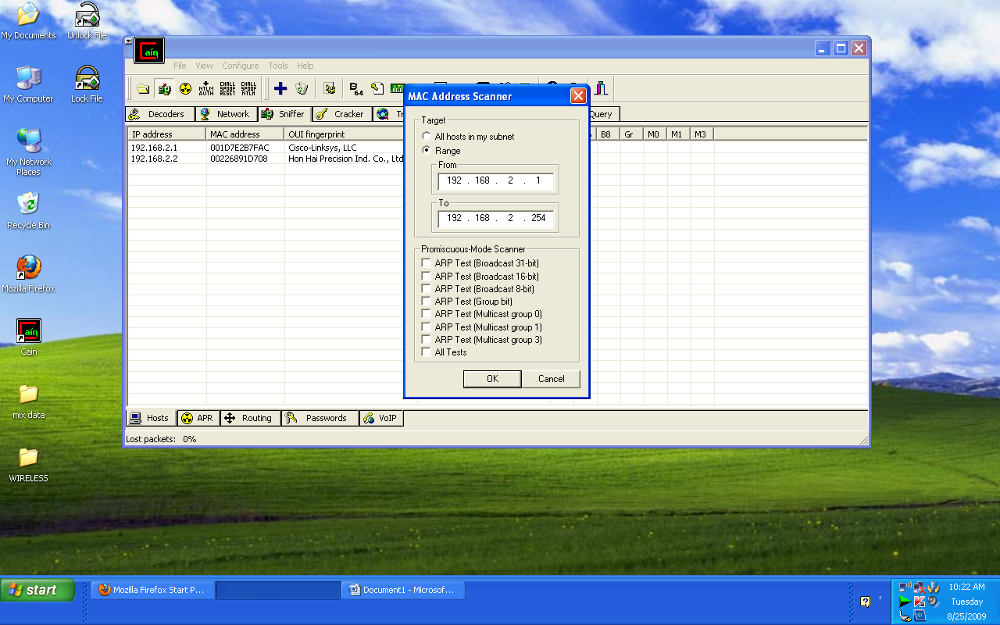 My Documents
Unlock File
My Computer
Lock File
My Network
Places
Recycle Bin
Mozilla Firefox
Cain
mix data
WIRELESS
Cain
File View Configure Tools Help
NTLM AUTH
CHALL SPOOF RESET
CHALL SPOOF NTLM
B 64
Decoders Network Sniffer Cracker Tr Query
IP address MAC address OUI fingerprint B8 Gr M0 M1 M3
192.168.2.1 001D7E2B7FAC Cisco-Linksys, LLC
192.168.2.2 00226891D708 Hon Hai Precision Ind. Co., Ltd
MAC Address Scanner
Target
All hosts in my subnet
Range
From
192 . 168 . 2 . 1
To
192 . 168 . 2 . 254
Promiscuous-Mode Scanner
ARP Test (Broadcast 31-bit)
ARP Test (Broadcast 16-bit)
ARP Test (Broadcast 8-bit)
ARP Test (Group bit)
ARP Test (Multicast group 0)
ARP Test (Multicast group 1)
ARP Test (Multicast group 3)
All Tests
OK Cancel
Hosts APR Routing Passwords VoIP
Lost packets: 0%
start
Mozilla Firefox Start P...
Document1 - Microsof...
10:22 AM
Tuesday
8/25/2009